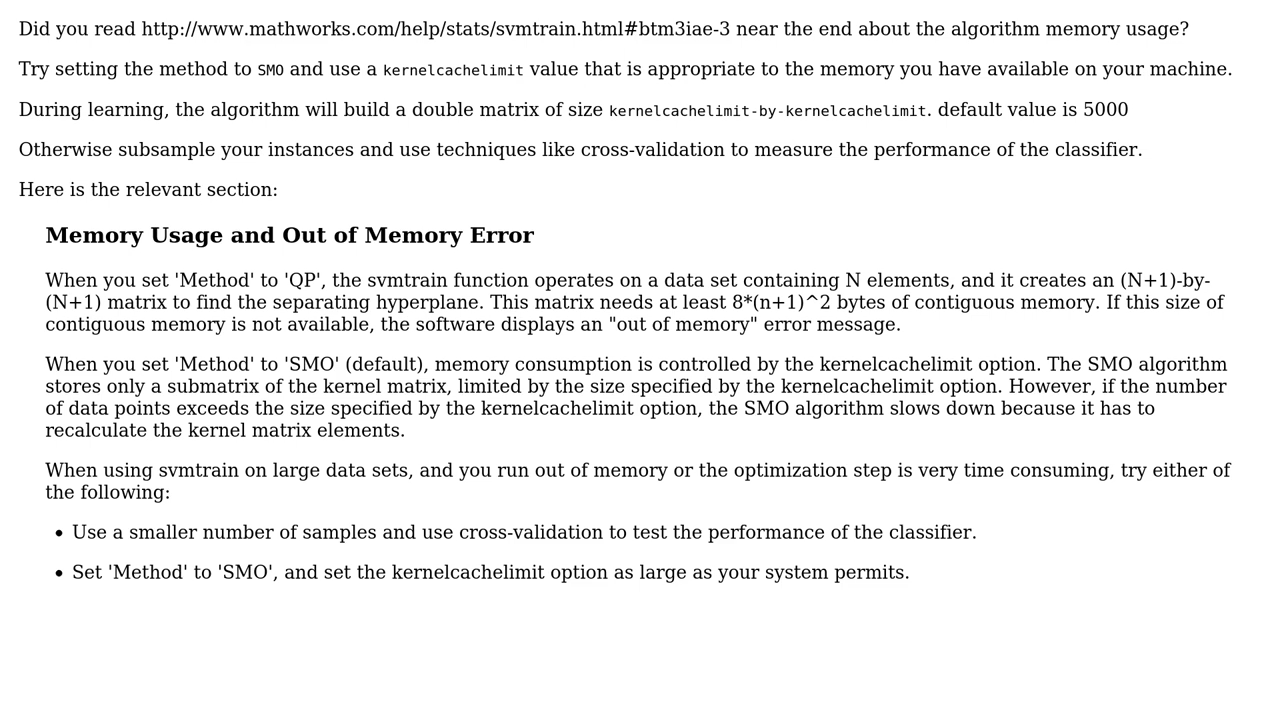 Did you read http://www.mathworks.com/help/stats/svmtrain.html#btm3iae-3 near the end about the algorithm memory usage?
Try setting the method to SMO and use a kernelcachelimit value that is appropriate to the memory you have available on your machine.
During learning, the algorithm will build a double matrix of size kernelcachelimit-by-kernelcachelimit. default value is 5000
Otherwise subsample your instances and use techniques like cross-validation to measure the performance of the classifier.
Here is the relevant section:
Memory Usage and Out of Memory Error
When you set 'Method' to 'QP', the svmtrain function operates on a data set containing N elements, and it creates an (N+1)-by-
(N+1) matrix to find the separating hyperplane. This matrix needs at least 8*(n+1)^2 bytes of contiguous memory. If this size of
contiguous memory is not available, the software displays an "out of memory" error message.
When you set 'Method' to 'SMO' (default), memory consumption is controlled by the kernelcachelimit option. The SMO algorithm
stores only a submatrix of the kernel matrix, limited by the size specified by the kernelcachelimit option. However, if the number
of data points exceeds the size specified by the kernelcachelimit option, the SMO algorithm slows down because it has to
recalculate the kernel matrix elements.
When using svmtrain on large data sets, and you run out of memory or the optimization step is very time consuming, try either of
the following:
• Use a smaller number of samples and use cross-validation to test the performance of the classifier.
• Set 'Method' to 'SMO', and set the kernelcachelimit option as large as your system permits.